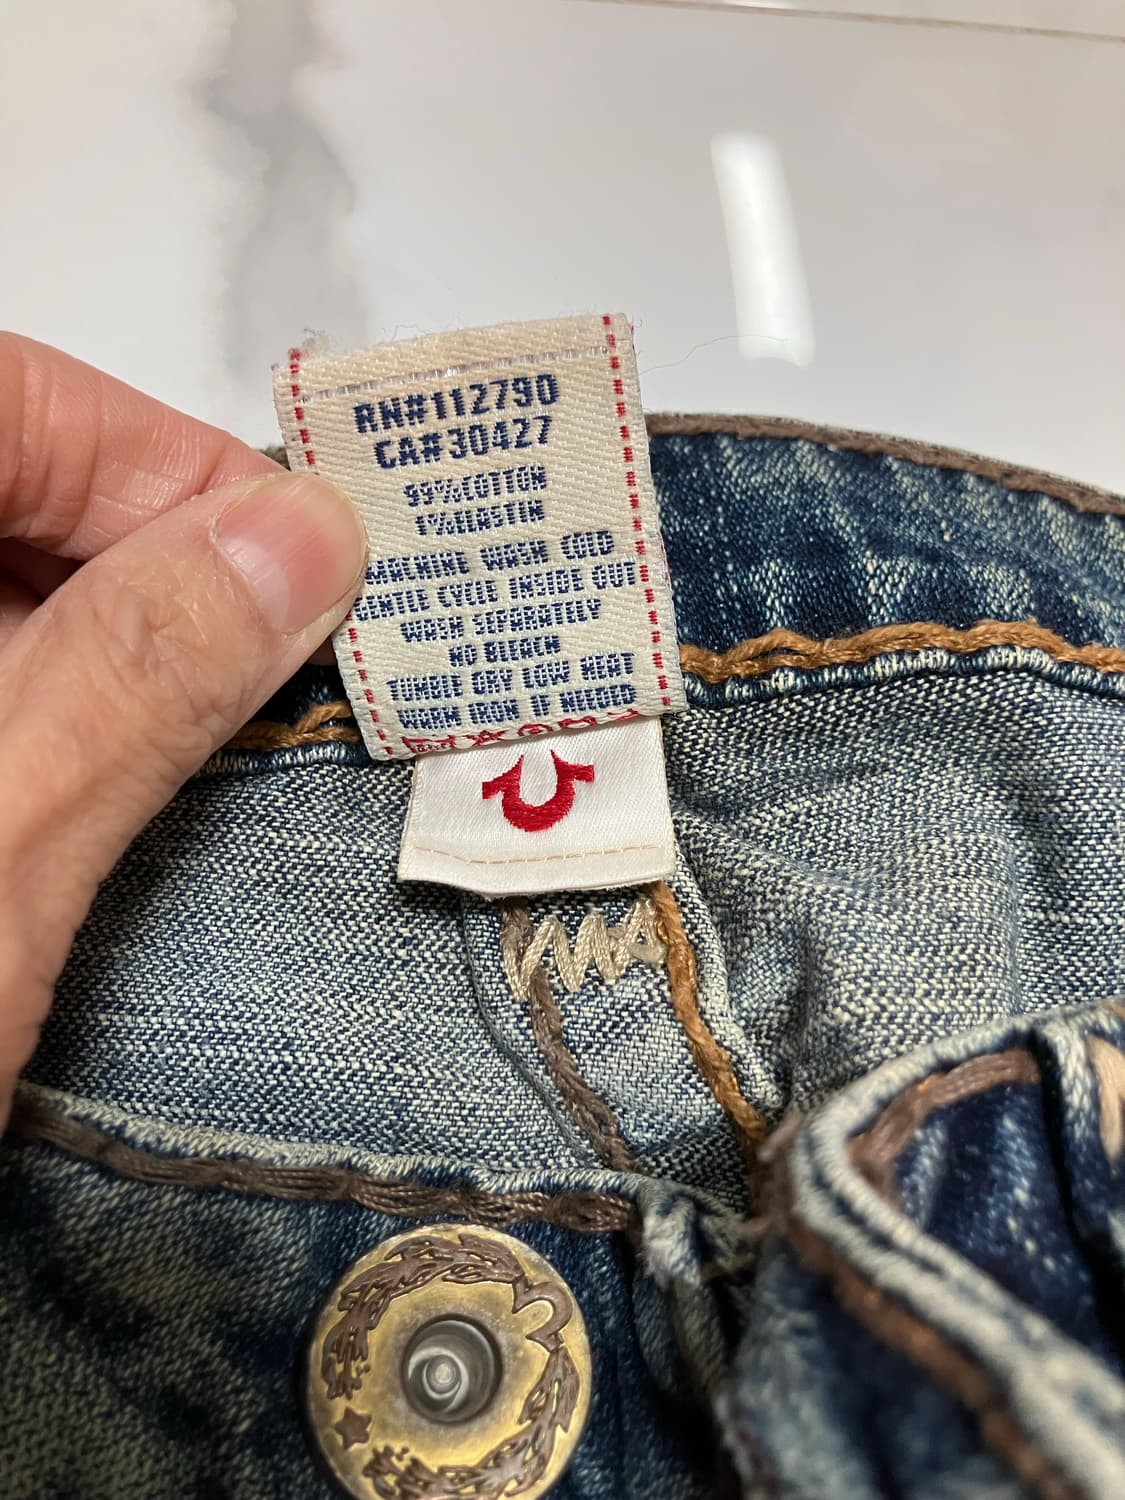 RN#112790
CA#30427
99%COTTON
1%ELASTIN
MACHINE WASH COLD
GENTLE CYCLE INSIDE OUT
WASH SEPARATELY
NO BLEACH
TUMBLE DRY LOW HEAT
WARM IRON IF NEEDED